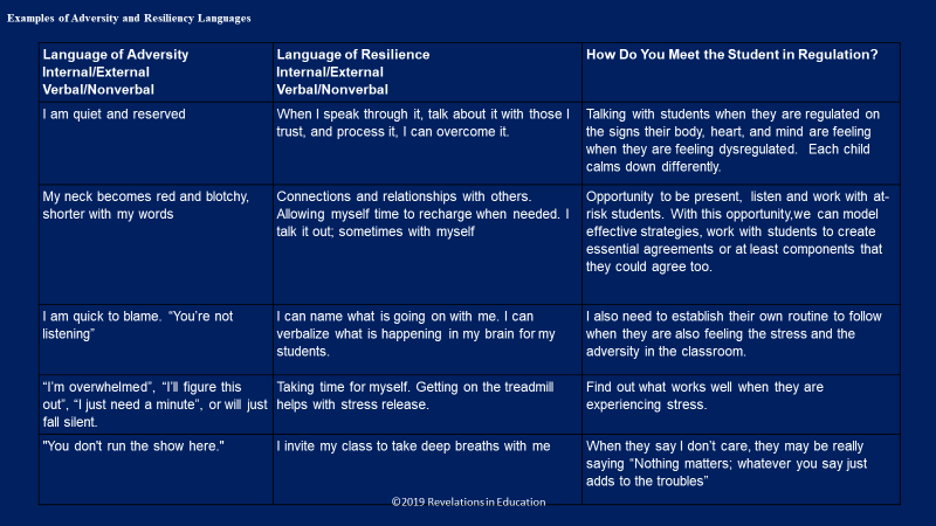 Examples of Adversity and Resiliency Languages
Language of Adversity
Internal/External
Verbal/Nonverbal
Language of Resilience
Internal/External
Verbal/Nonverbal
How Do You Meet the Student in Regulation?
I am quiet and reserved
When I speak through it, talk about it with those I
trust, and process it, I can overcome it.
Talking with students when they are regulated on
the signs their body, heart, and mind are feeling
when they are feeling dysregulated. Each child
calms down differently.
My neck becomes red and blotchy,
shorter with my words
Connections and relationships with others.
Allowing myself time to recharge when needed. I
talk it out; sometimes with myself
Opportunity to be present, listen and work with at-
risk students. With this opportunity,we can model
effective strategies, work with students to create
essential agreements or at least components that
they could agree too.
I am quick to blame. “You’re not
listening”
I can name what is going on with me. I can
verbalize what is happening in my brain for my
students.
I also need to establish their own routine to follow
when they are also feeling the stress and the
adversity in the classroom.
“I’m overwhelmed”, “I’ll figure this
out”, “I just need a minute”, or will just
fall silent.
Taking time for myself. Getting on the treadmill
helps with stress release.
Find out what works well when they are
experiencing stress.
"You don't run the show here."
I invite my class to take deep breaths with me
When they say I don’t care, they may be really
saying “Nothing matters; whatever you say just
adds to the troubles”
©2019 Revelations in Education